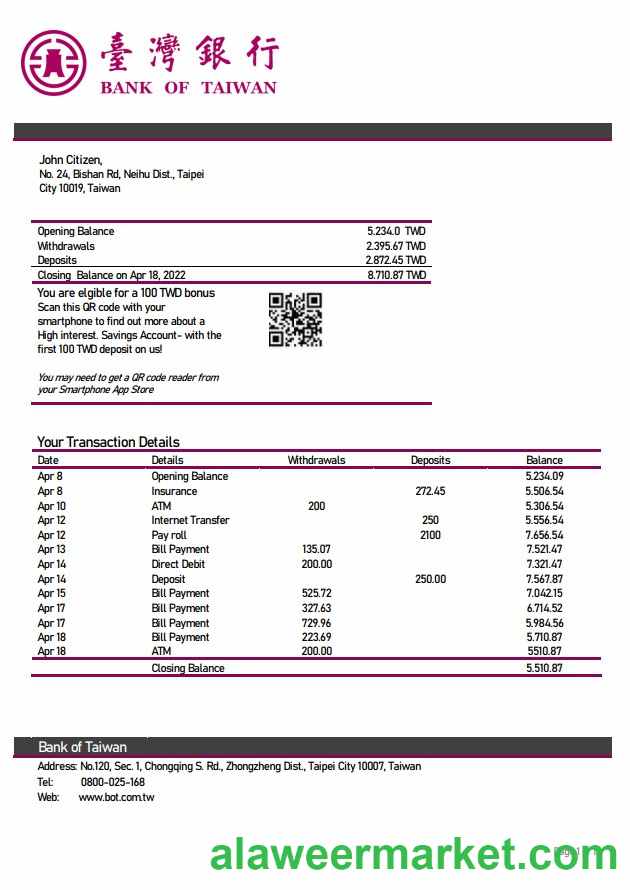 臺灣銀行
BANK OF TAIWAN
John Citizen,
No. 24, Bishan Rd, Neihu Dist., Taipei
City 10019, Taiwan
Opening Balance 5.234.0 TWD
Withdrawals 2.395.67 TWD
Deposits 2.872.45 TWD
Closing Balance on Apr 18, 2022 8.710.87 TWD
You are elgible for a 100 TWD bonus
Scan this QR code with your
smartphone to find out more about a
High interest. Savings Account- with the
first 100 TWD deposit on us!
You may need to get a QR code reader from
your Smartphone App Store
Your Transaction Details
Date Details Withdrawals Deposits Balance
Apr 8 Opening Balance 5.234.09
Apr 8 Insurance 272.45 5.506.54
Apr 10 ATM 200 5.306.54
Apr 12 Internet Transfer 250 5.556.54
Apr 12 Pay roll 2100 7.656.54
Apr 13 Bill Payment 135.07 7.521.47
Apr 14 Direct Debit 200.00 7.321.47
Apr 14 Deposit 250.00 7.567.87
Apr 15 Bill Payment 525.72 7.042.15
Apr 17 Bill Payment 327.63 6.714.52
Apr 17 Bill Payment 729.96 5.984.56
Apr 18 Bill Payment 223.69 5.710.87
Apr 18 ATM 200.00 5510.87
Closing Balance 5.510.87
Bank of Taiwan
Address: No.120, Sec. 1, Chongqing S. Rd., Zhongzheng Dist., Taipei City 10007, Taiwan
Tel: 0800-025-168
Web: www.bot.com.tw
alaweermarket.com